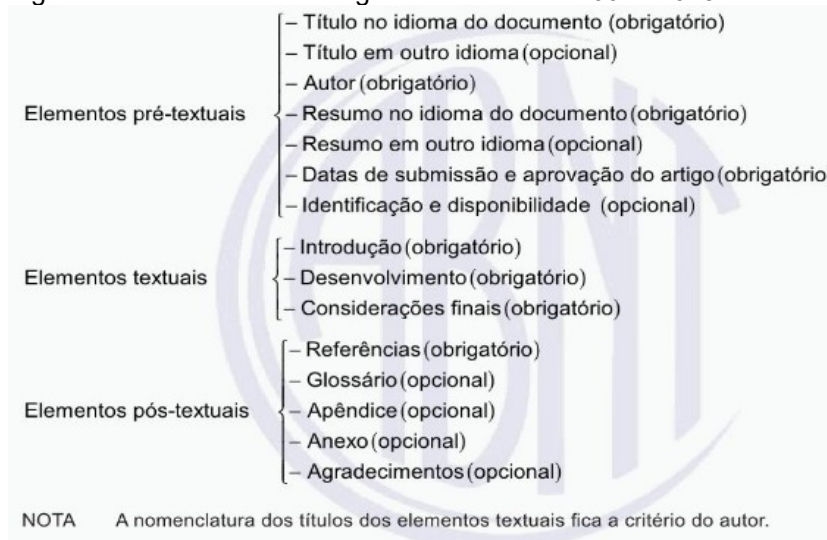 – Título no idioma do documento (obrigatório)
– Título em outro idioma (opcional)
– Autor (obrigatório)
Elementos pré-textuais
– Resumo no idioma do documento (obrigatório)
– Resumo em outro idioma (opcional)
– Datas de submissão e aprovação do artigo (obrigatório
– Identificação e disponibilidade (opcional)
– Introdução (obrigatório)
Elementos textuais
– Desenvolvimento (obrigatório)
– Considerações finais (obrigatório)
– Referências (obrigatório)
– Glossário (opcional)
Elementos pós-textuais
– Apêndice (opcional)
– Anexo (opcional)
– Agradecimentos (opcional)
NOTA A nomenclatura dos títulos dos elementos textuais fica a critério do autor.
ABNT